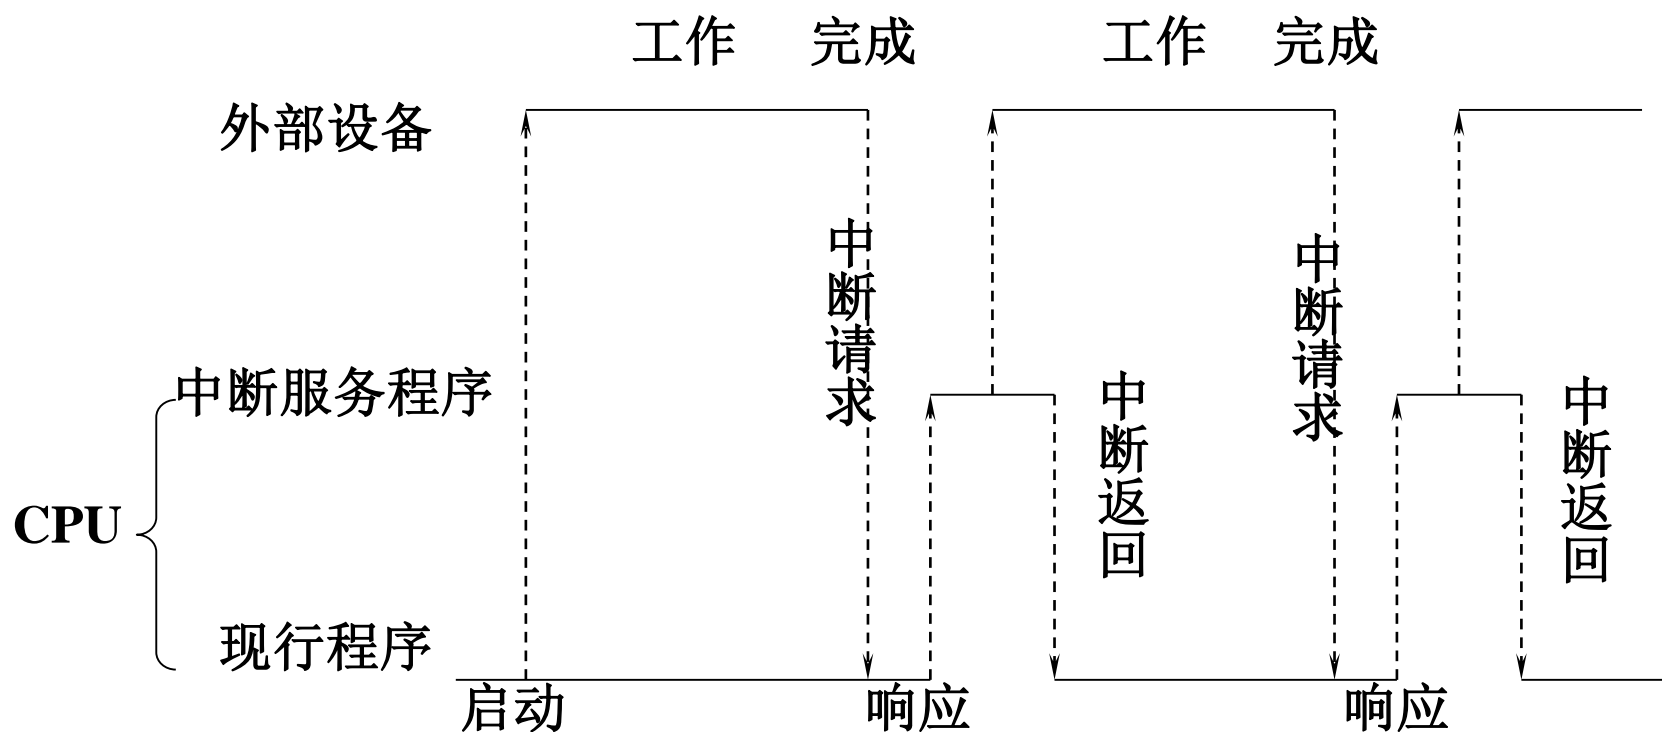 工作 完成 工作 完成
外部设备
中断请求
中断请求
中断服务程序
中断返回
中断返回
CPU
现行程序
启动 响应 响应